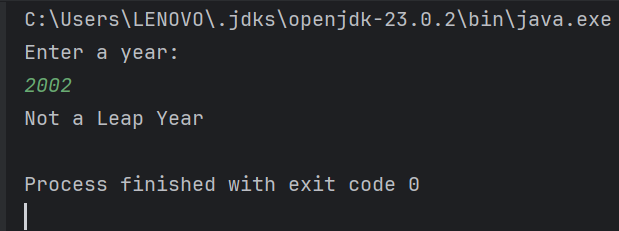 C:\Users\LENOVO\.jdks\openjdk-23.0.2\bin\java.exe
Enter a year:
2002
Not a Leap Year
Process finished with exit code 0